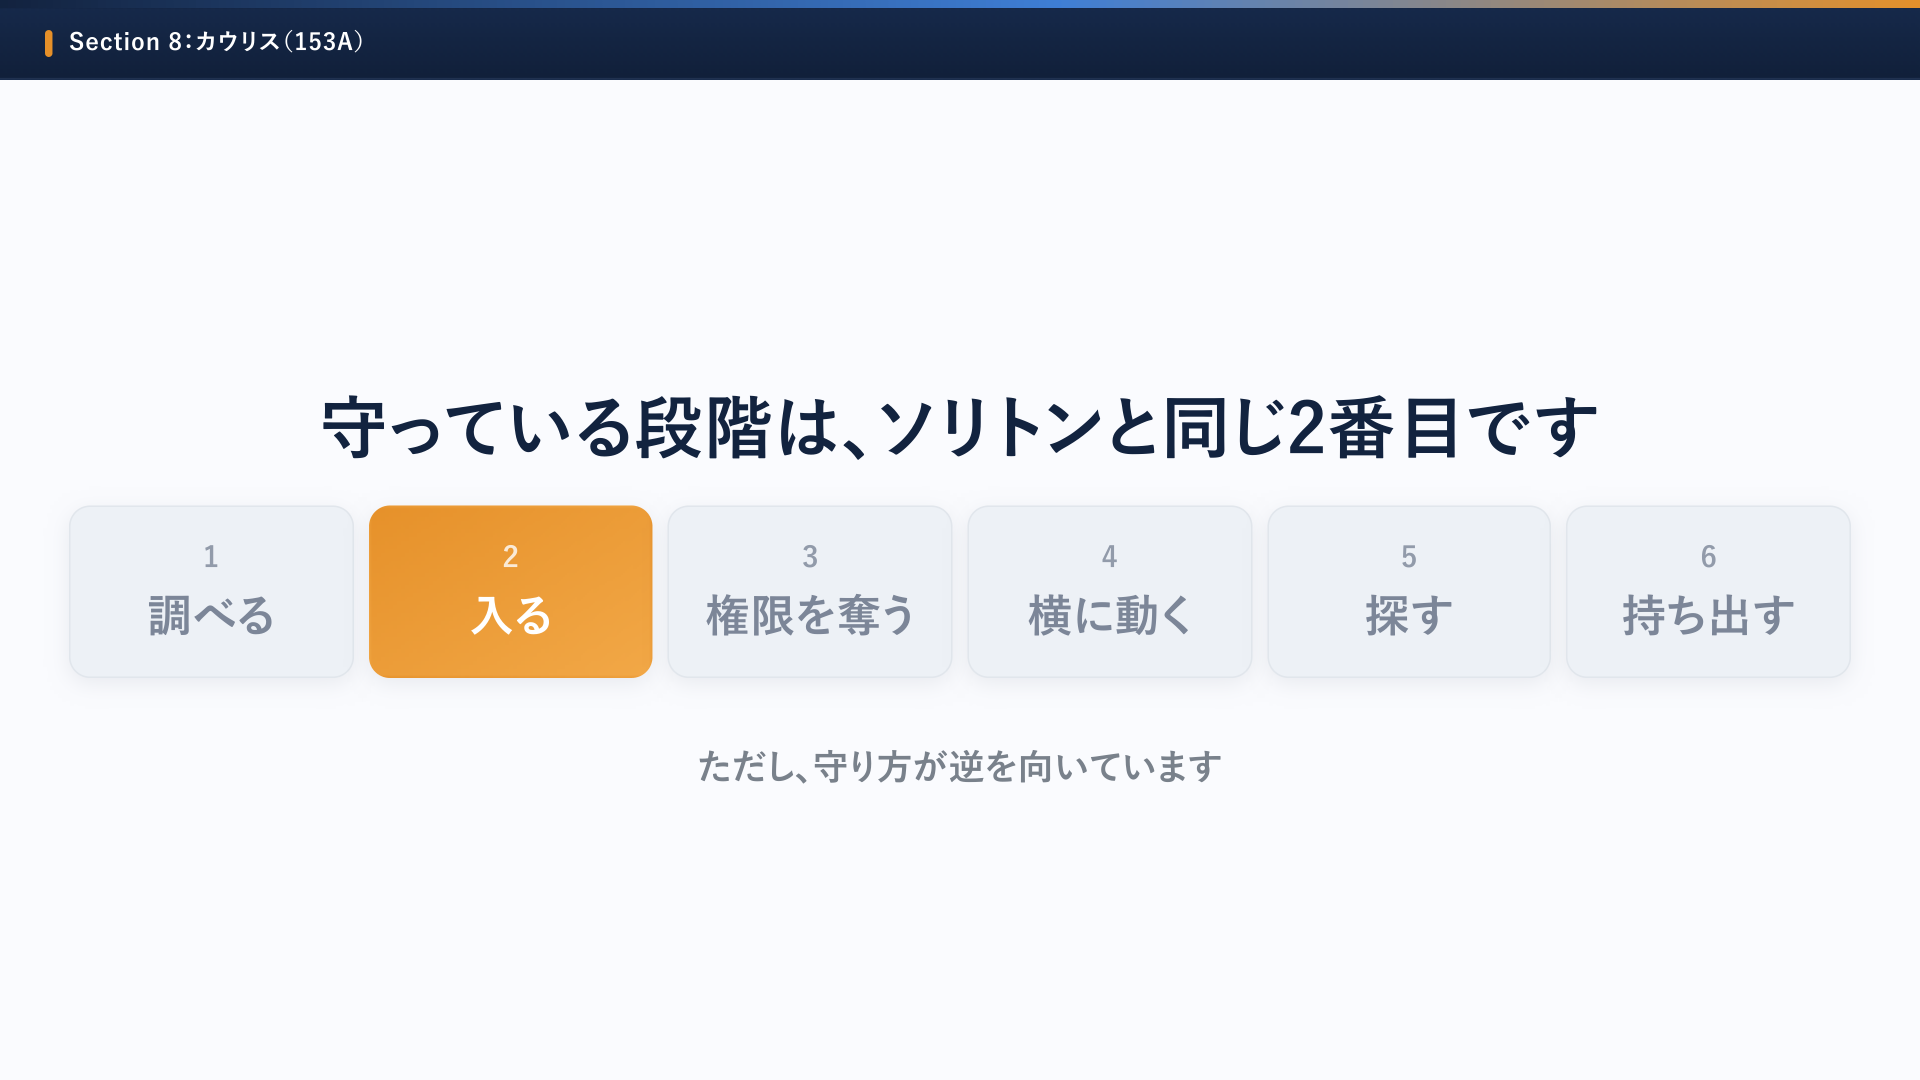 Section 8：カウリス（153A）
守っている段階は、ソリトンと同じ2番目です
1
調べる
2
入る
3
権限を奪う
4
横に動く
5
探す
6
持ち出す
ただし、守り方が逆を向いています